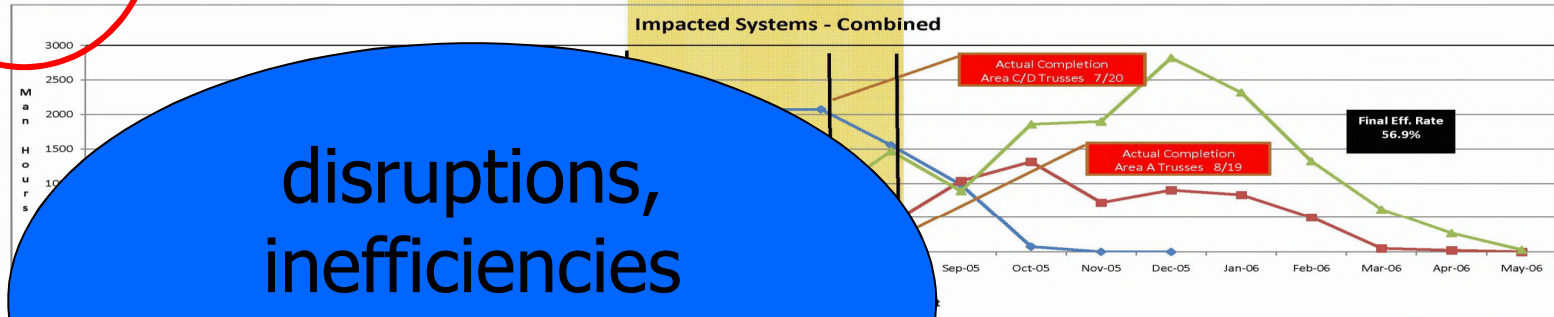 Impacted Systems - Combined
3000
2500
2000
1500
Man Hours
Actual Completion
Area C/D Trusses 7/20
Final Eff. Rate
56.9%
Actual Completion
Area A Trusses 8/19
disruptions,
inefficiencies
Sep-05 Oct-05 Nov-05 Dec-05 Jan-06 Feb-06 Mar-06 Apr-06 May-06